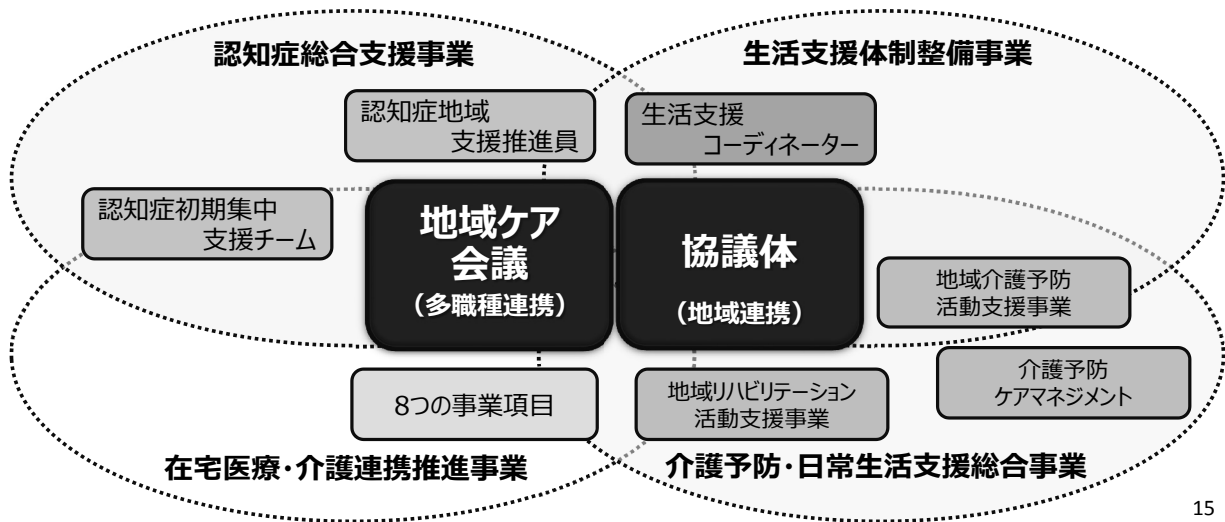 認知症総合支援事業
生活支援体制整備事業
認知症地域
支援推進員
生活支援
コーディネーター
認知症初期集中
支援チーム
地域ケア
会議
（多職種連携）
協議体
（地域連携）
地域介護予防
活動支援事業
介護予防
ケアマネジメント
8つの事業項目
地域リハビリテーション
活動支援事業
在宅医療・介護連携推進事業
介護予防・日常生活支援総合事業
15